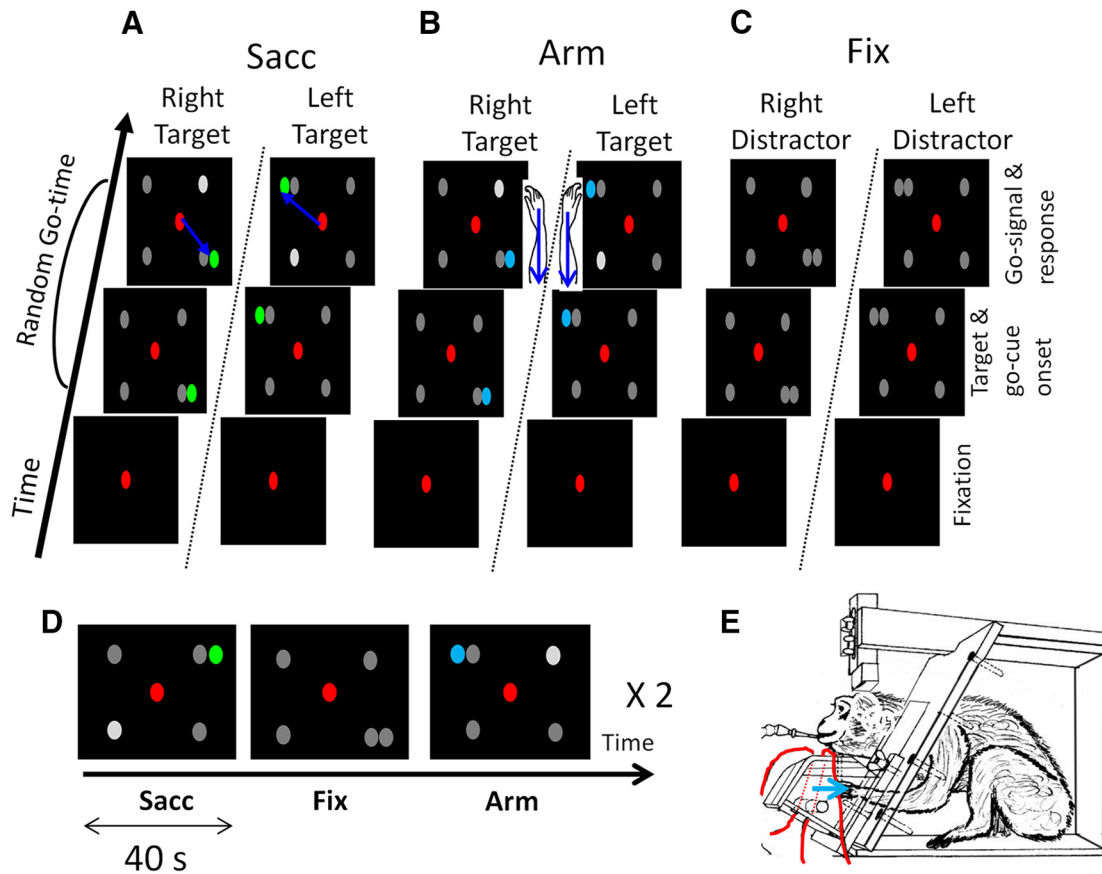 A
B
C
Sacc
Arm
Fix
Right
Target
Left
Target
Right
Target
Left
Target
Right
Distractor
Left
Distractor
Random Go-time
Time
Go-signal &
response
Target &
go-cue
onset
Fixation
D
E
X 2
Time
Sacc
Fix
Arm
40 s